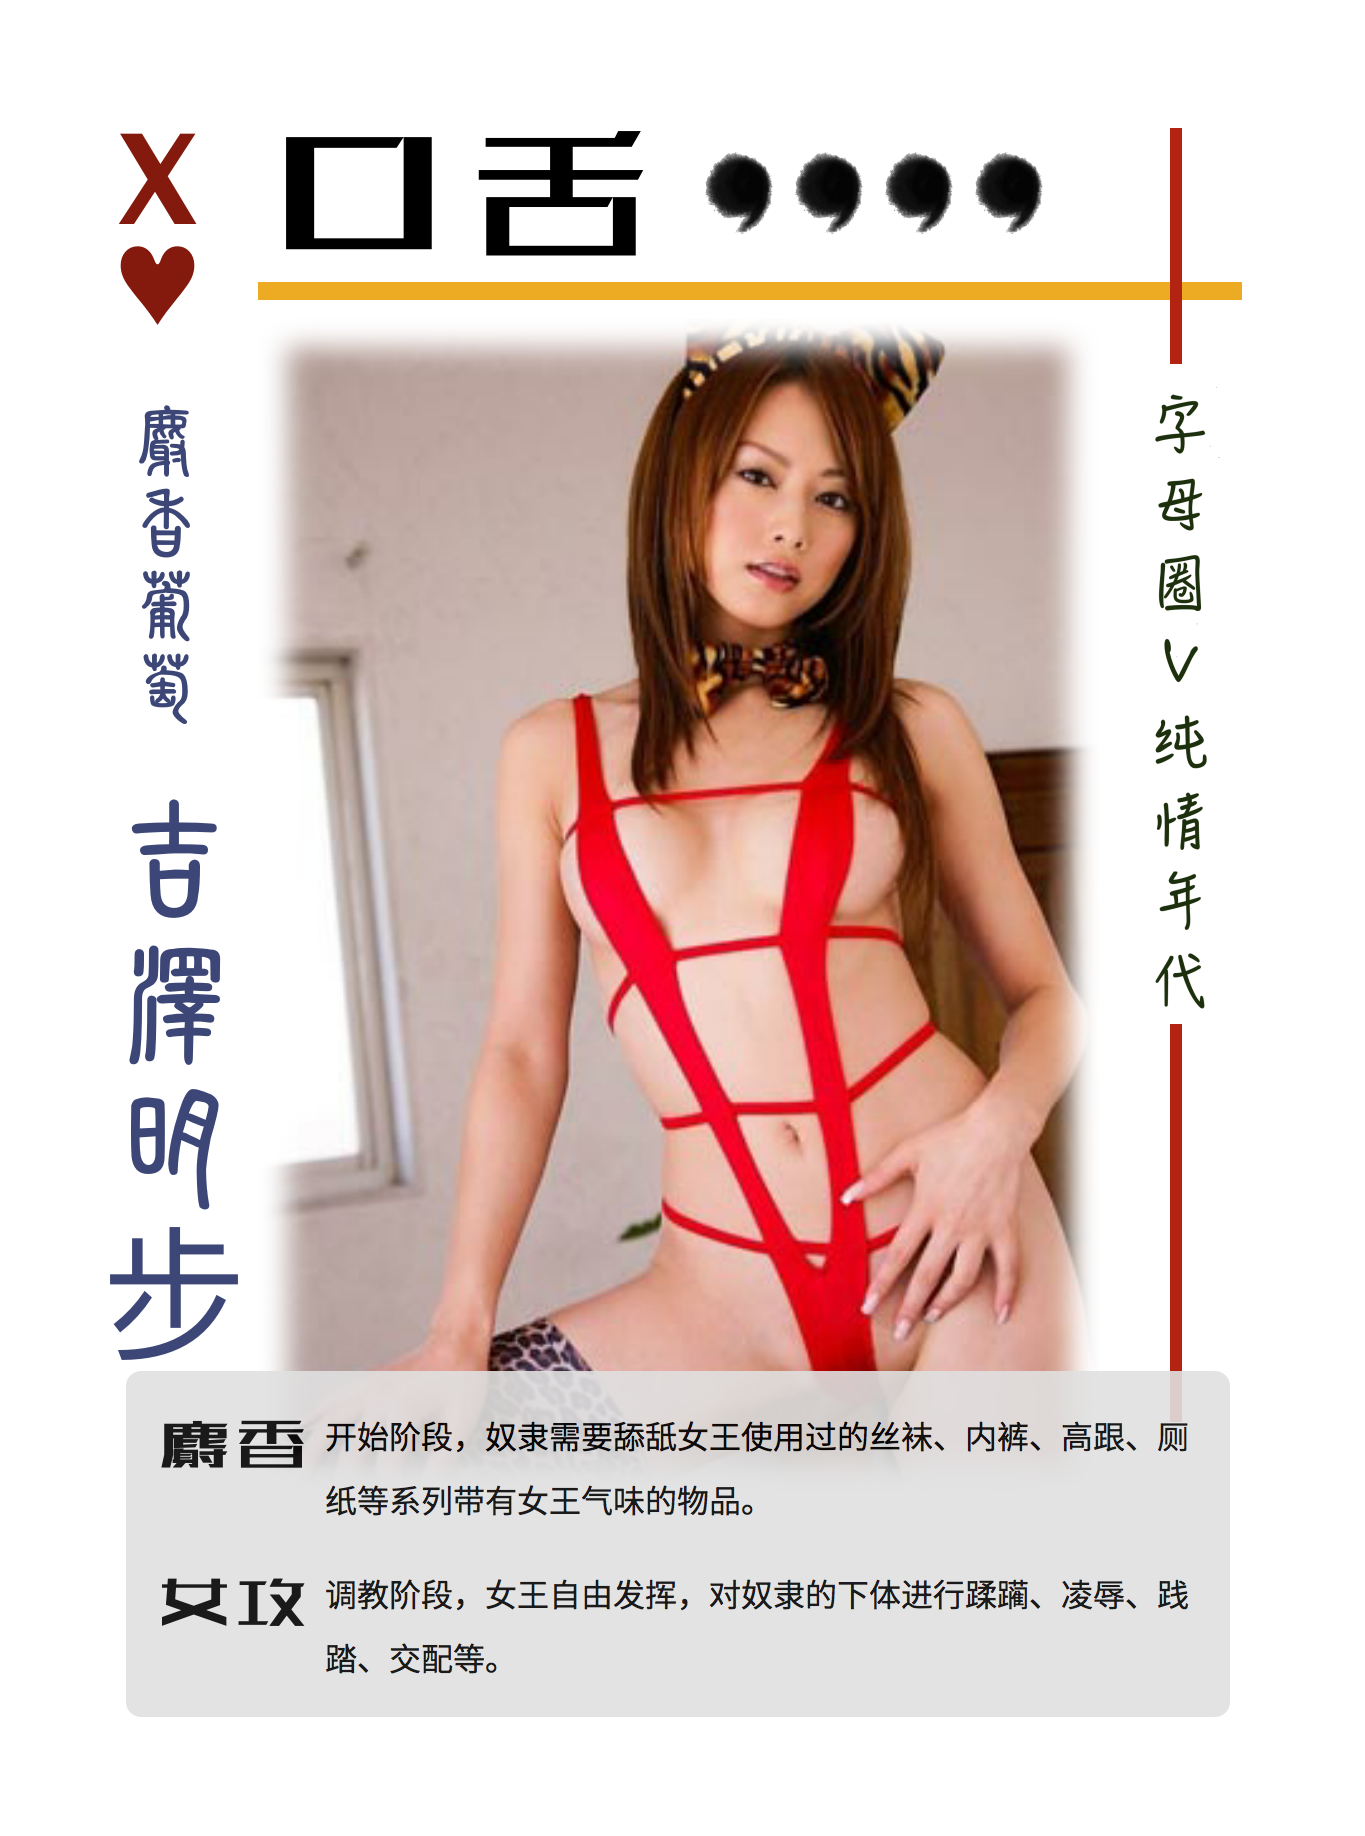 X
口舌
麝香葡萄
吉澤明步
字母圈V纯情年代
麝香 开始阶段，奴隶需要舔舐女王使用过的丝袜、内裤、高跟、厕
纸等系列带有女王气味的物品。
女攻 调教阶段，女王自由发挥，对奴隶的下体进行蹂躏、凌辱、践
踏、交配等。